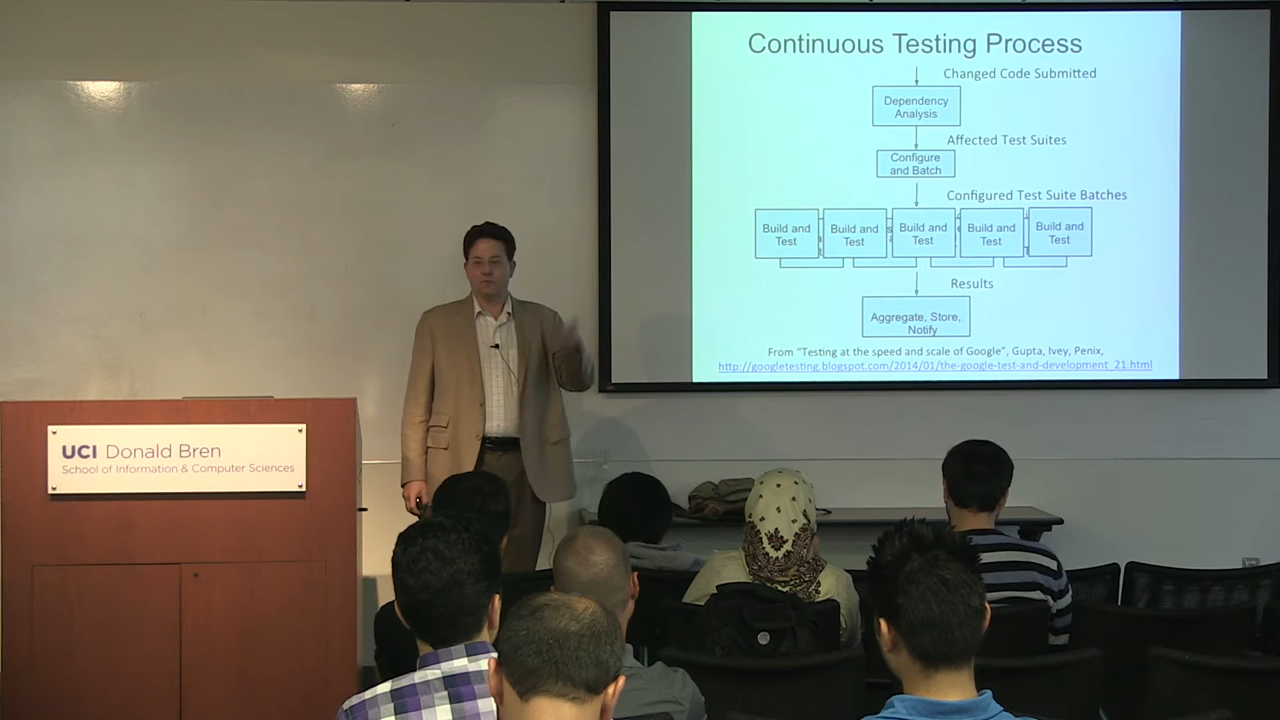 Continuous Testing Process
Changed Code Submitted
Dependency
Analysis
Affected Test Suites
Configure
and Batch
Configured Test Suite Batches
Build and
Test
Build and
Test
Build and
Test
Build and
Test
Build and
Test
Results
Aggregate, Store,
Notify
From "Testing at the speed and scale of Google", Gupta, Ivey, Penix,
http://googletesting.blogspot.com/2014/01/the-google-test-and-development_21.html
UCI Donald Bren
School of Information & Computer Sciences